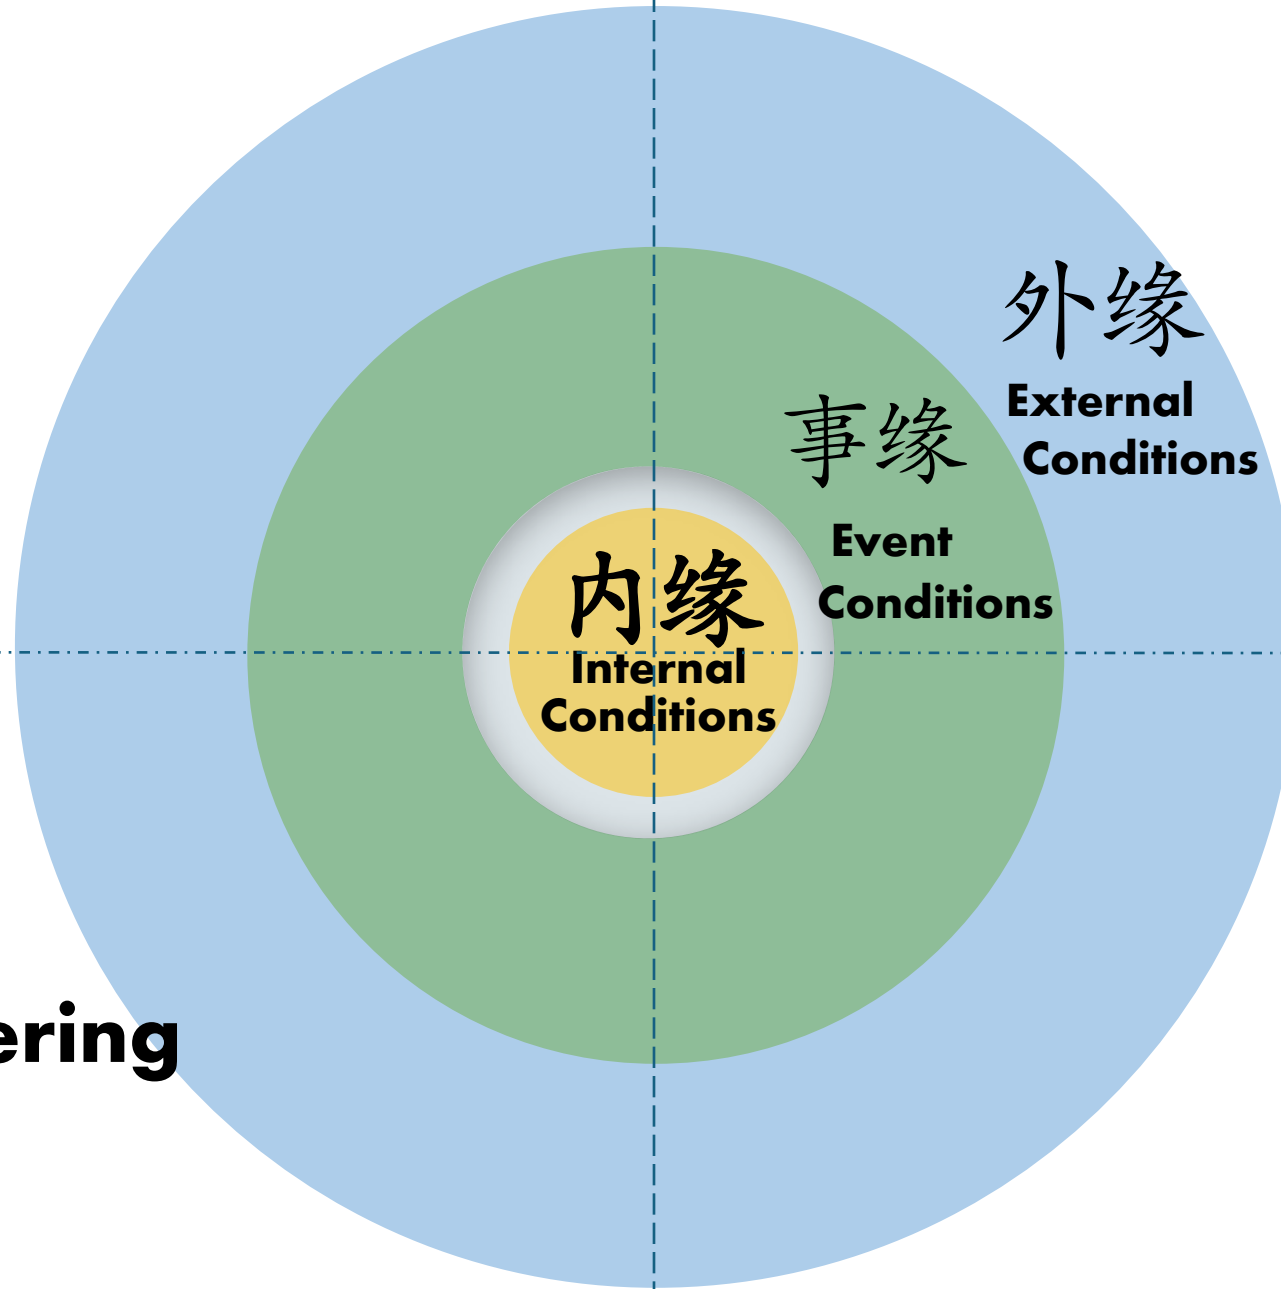 外缘
External
Conditions
事缘
Event
Conditions
内缘
Internal
Conditions
ering